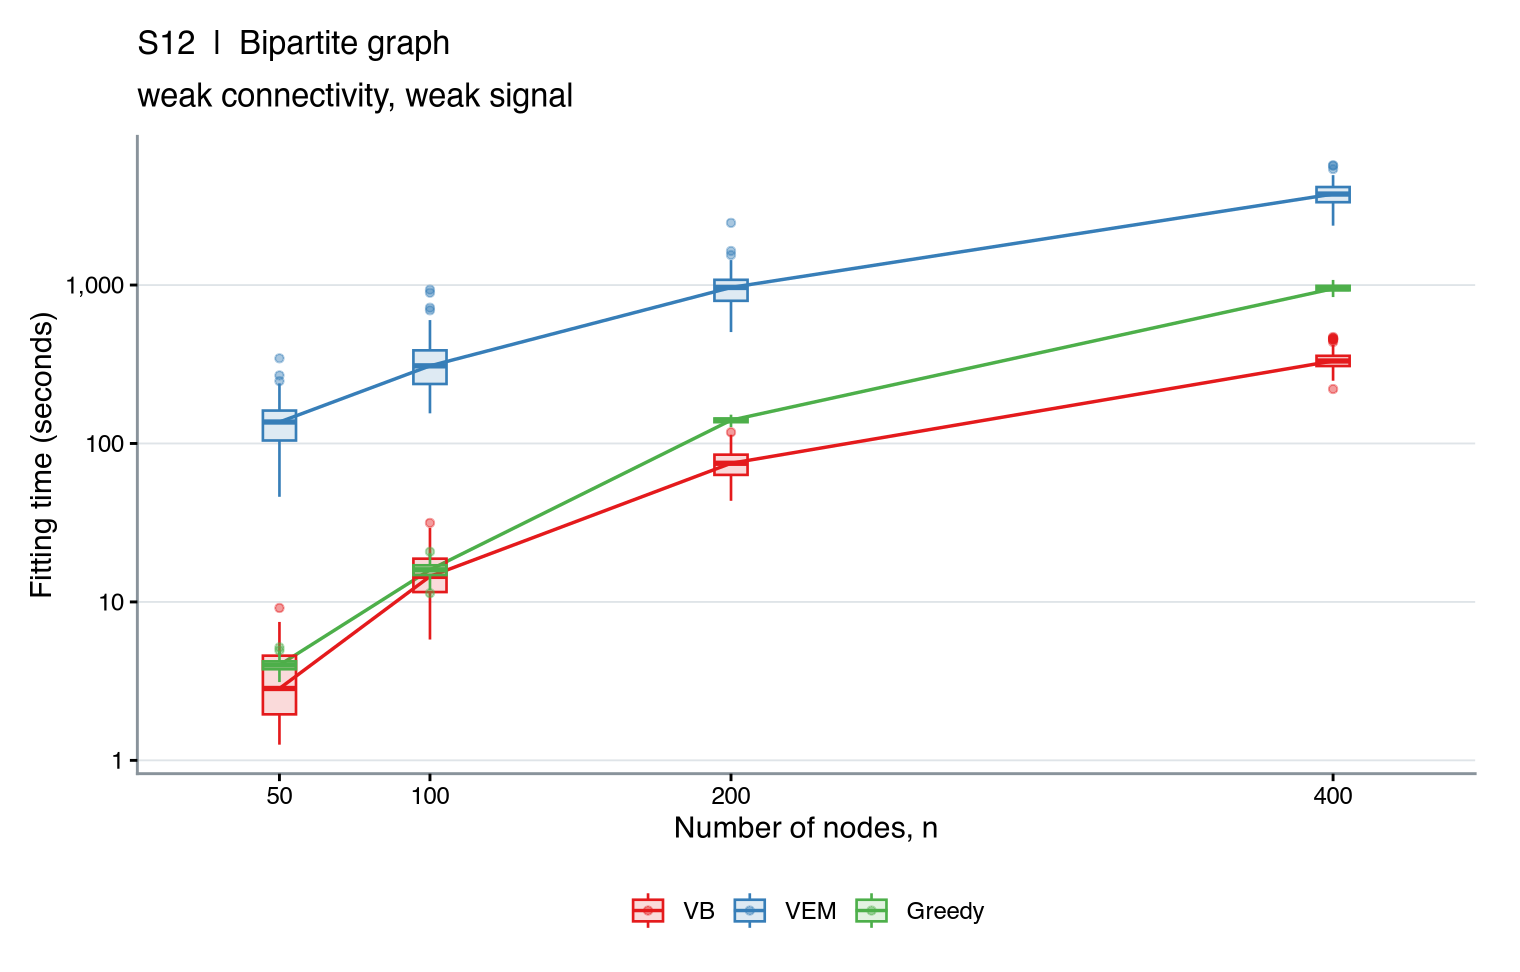 S12 | Bipartite graph
weak connectivity, weak signal
Fitting time (seconds)
1,000
100
10
1
50 100 200 400
Number of nodes, n
VB VEM Greedy